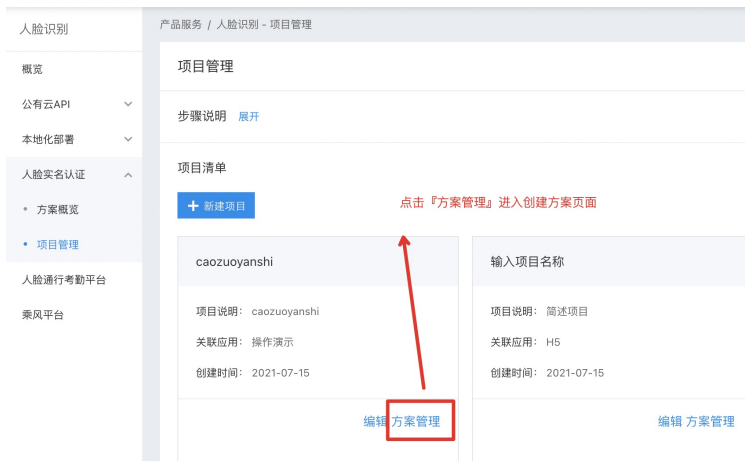 人脸识别
产品服务 / 人脸识别 - 项目管理
概览
公有云API
本地化部署
人脸实名认证
• 方案概览
• 项目管理
人脸通行考勤平台
乘风平台
项目管理
步骤说明 展开
项目清单
+ 新建项目
点击『方案管理』进入创建方案页面
caozuoyanshi
项目说明： caozuoyanshi
关联应用： 操作演示
创建时间： 2021-07-15
编辑 方案管理
输入项目名称
项目说明： 简述项目
关联应用： H5
创建时间： 2021-07-15
编辑 方案管理